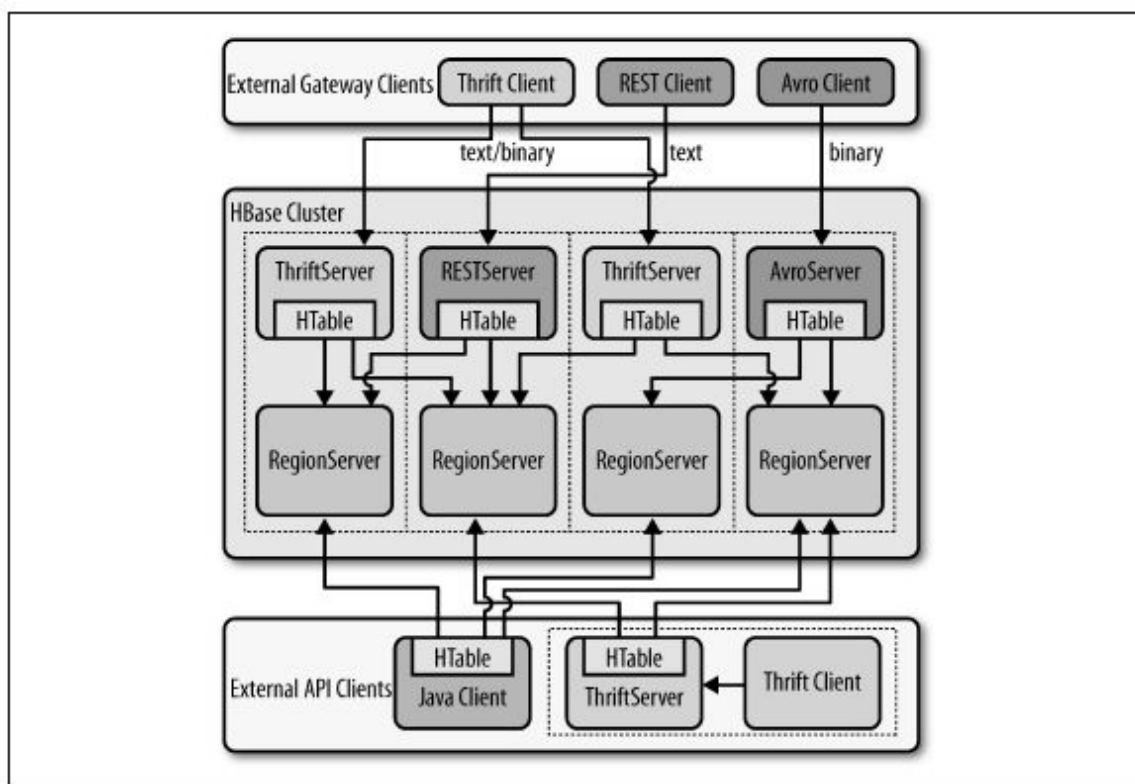 External Gateway Clients
Thrift Client
REST Client
Avro Client
text/binary
text
binary
HBase Cluster
ThriftServer
RESTServer
ThriftServer
AvroServer
HTable
HTable
HTable
HTable
RegionServer
RegionServer
RegionServer
RegionServer
External API Clients
HTable
Java Client
HTable
ThriftServer
Thrift Client